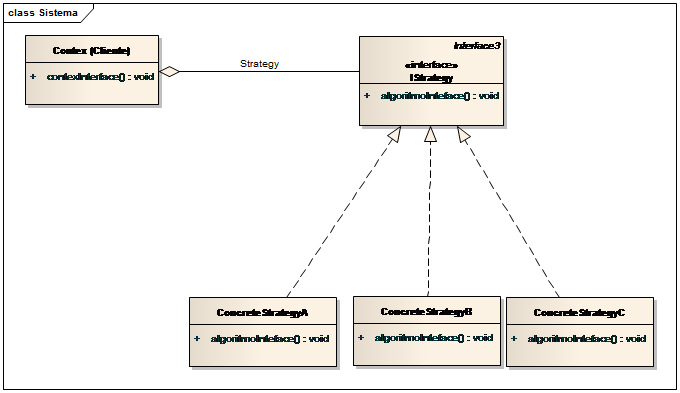 class Sistema
Contex (Cliente)
+ contexInterface() : void
Strategy
Interface3
«interface»
IStrategy
+ algoritmoInteface() : void
ConcreteStrategyA
+ algoritmoInteface() : void
ConcreteStrategyB
+ algoritmoInteface() : void
ConcreteStrategyC
+ algoritmoInteface() : void